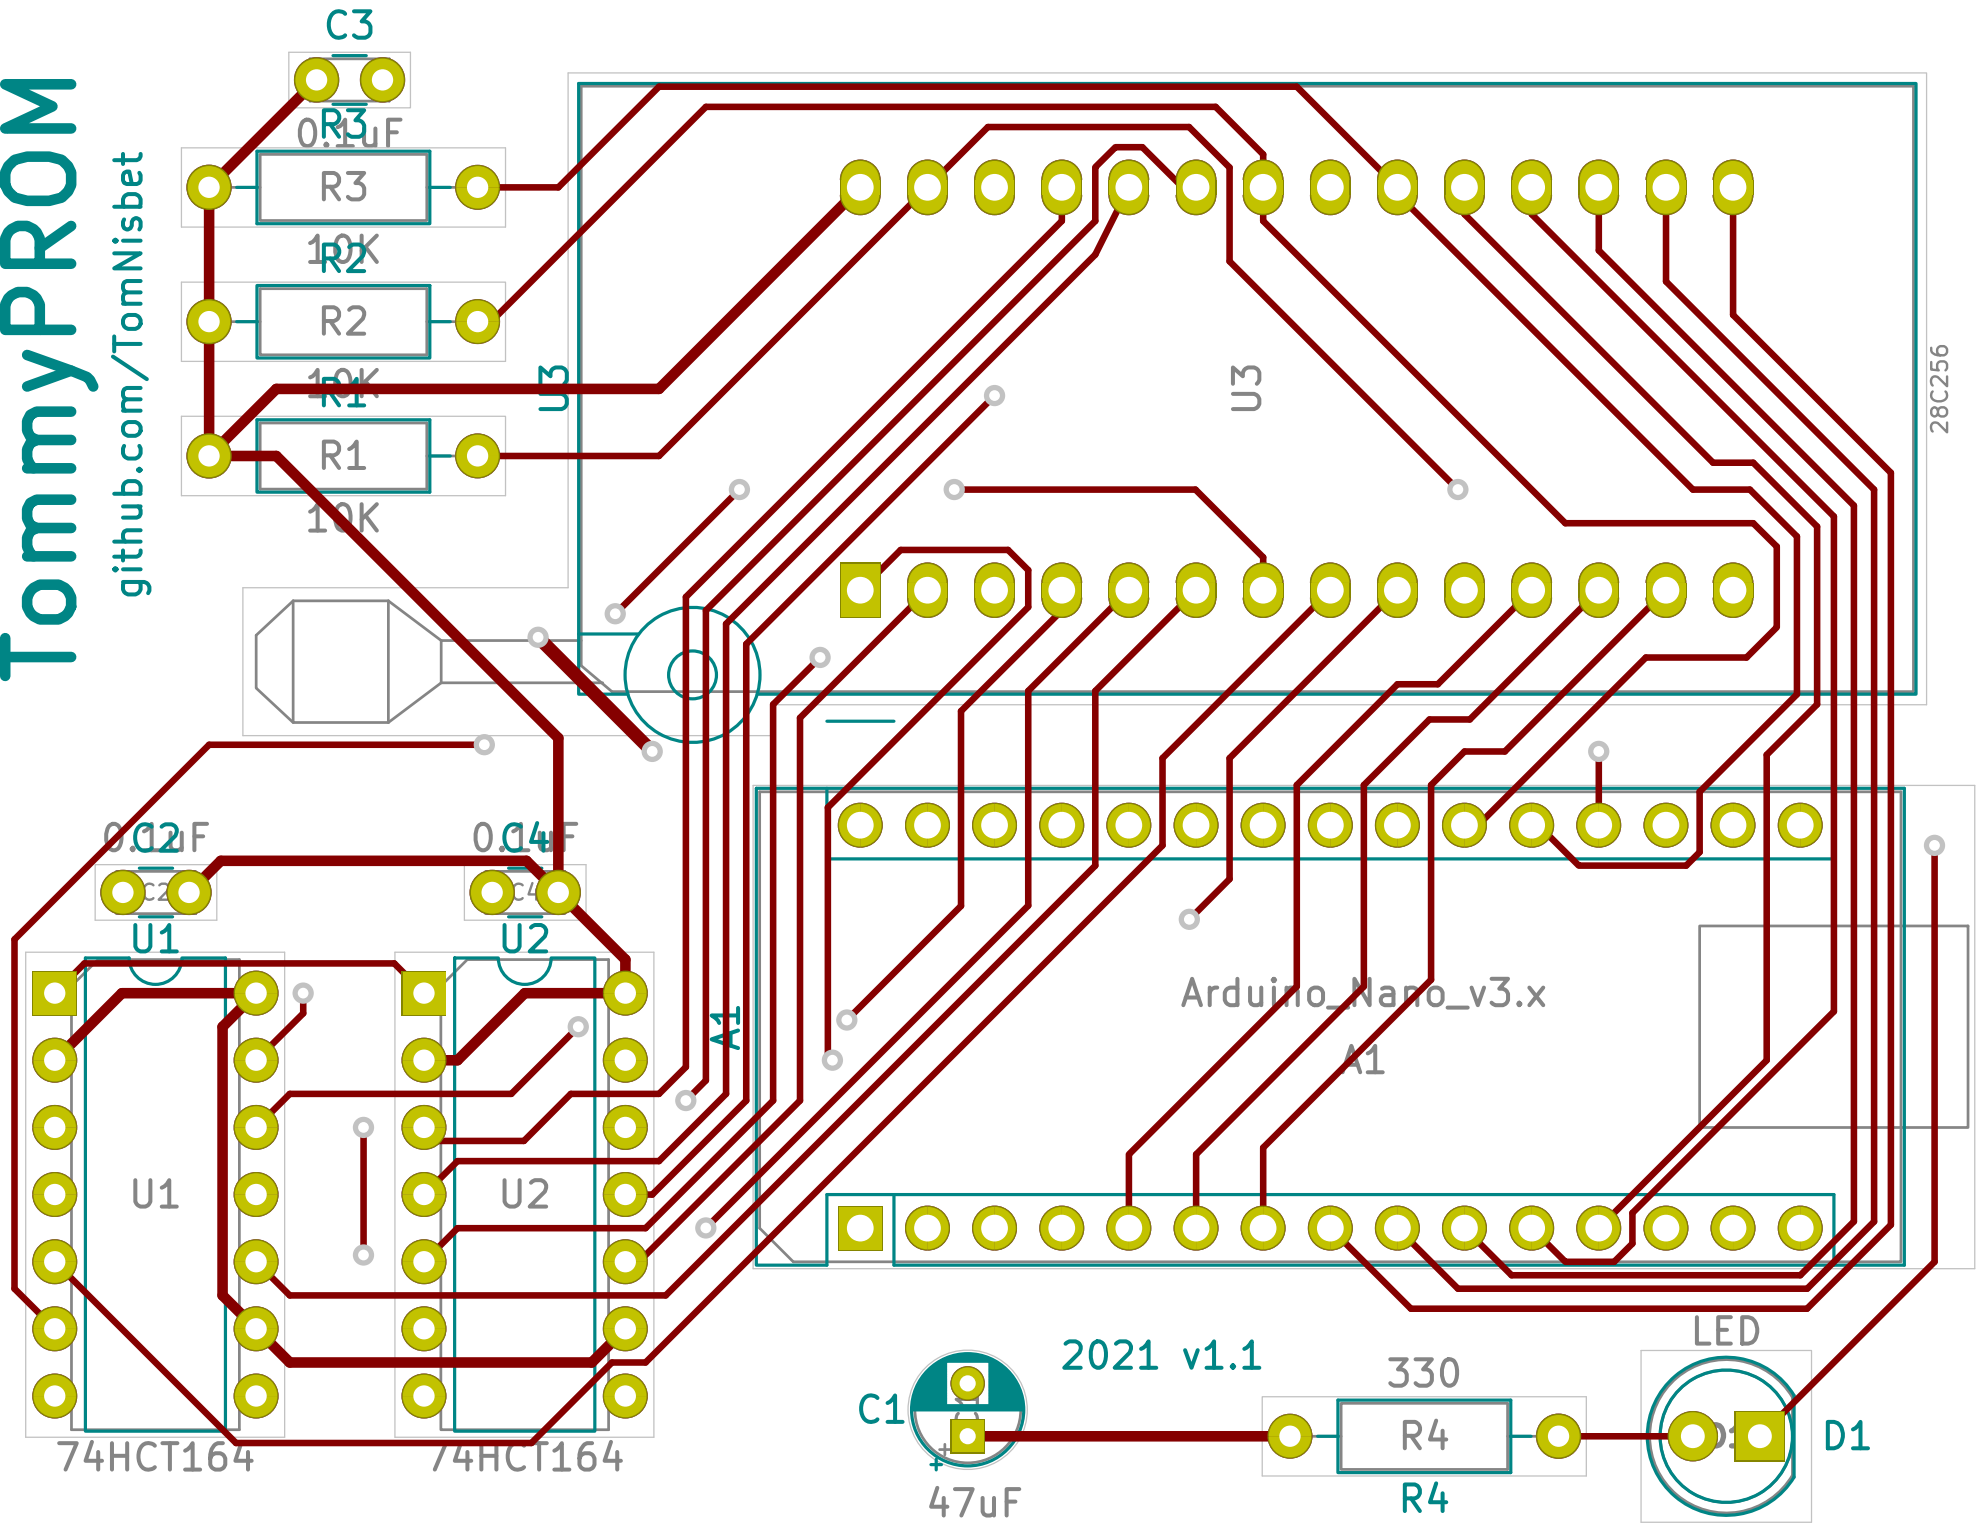 TommyPROM
github.com/TomNisbet
C3
0.1uF
R3
R3
10K
R2
R2
10K
R1
R1
10K
U3
U3
28C256
0.1uF
C2
C2
U1
0.1uF
C4
C4
U2
A1
Arduino_Nano_v3.x
A1
U1
U2
74HCT164
74HCT164
2021 v1.1
C1
+
+
47uF
330
R4
R4
LED
D1